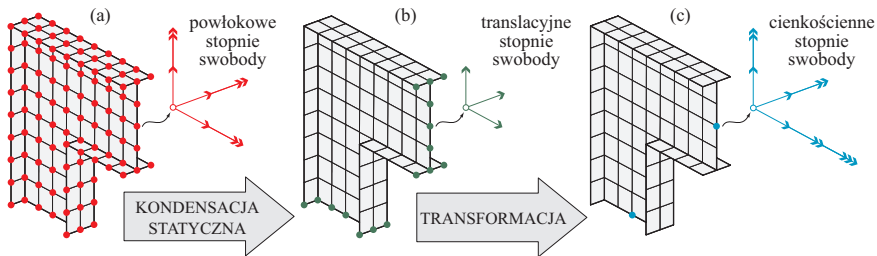 (a)
powłokowe
stopnie
swobody
(b)
translacyjne
stopnie
swobody
(c)
cienkościenne
stopnie
swobody
KONDENSACJA
STATYCZNA
TRANSFORMACJA